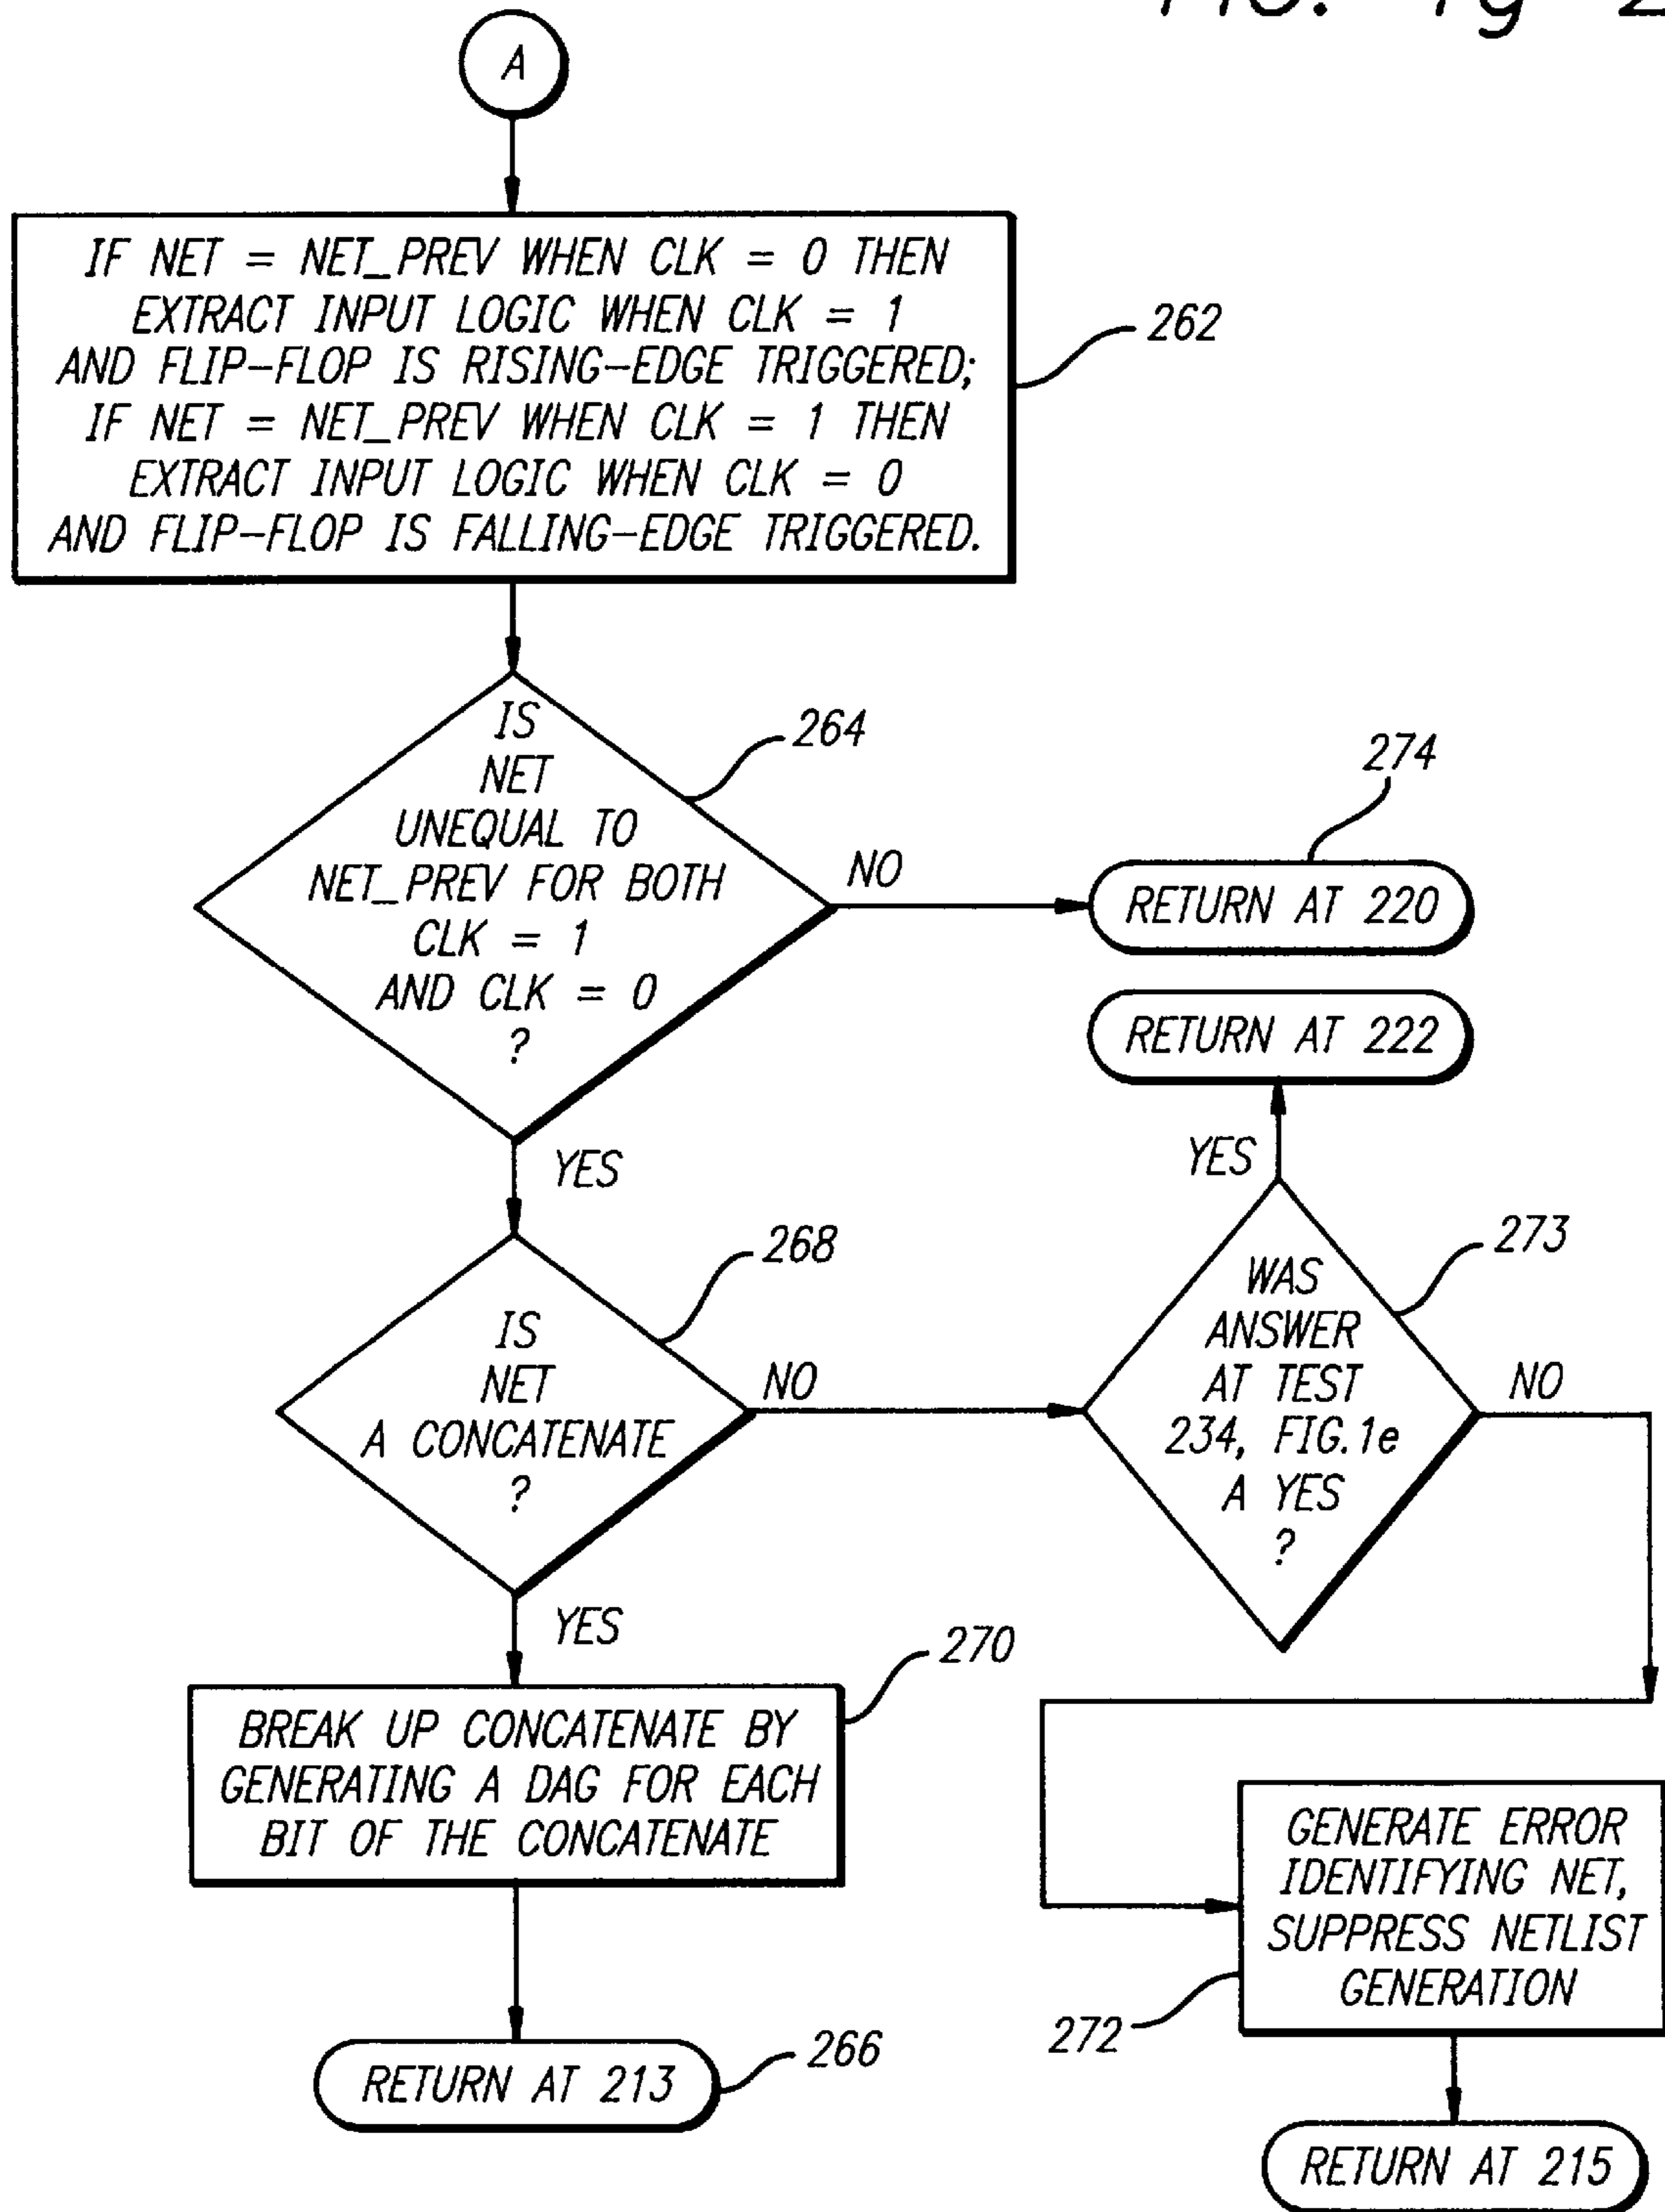 FIG. 1g-2
A
IF NET = NET_PREV WHEN CLK = 0 THEN
EXTRACT INPUT LOGIC WHEN CLK = 1
AND FLIP-FLOP IS RISING-EDGE TRIGGERED;
IF NET = NET_PREV WHEN CLK = 1 THEN
EXTRACT INPUT LOGIC WHEN CLK = 0
AND FLIP-FLOP IS FALLING-EDGE TRIGGERED.
262
IS
NET
UNEQUAL TO
NET_PREV FOR BOTH
CLK = 1
AND CLK = 0
?
264
NO
274
RETURN AT 220
RETURN AT 222
YES
YES
IS
NET
A CONCATENATE
?
268
NO
WAS
ANSWER
AT TEST
234, FIG.1e
A YES
?
273
NO
YES
BREAK UP CONCATENATE BY
GENERATING A DAG FOR EACH
BIT OF THE CONCATENATE
270
GENERATE ERROR
IDENTIFYING NET,
SUPPRESS NETLIST
GENERATION
272
RETURN AT 213
266
RETURN AT 215